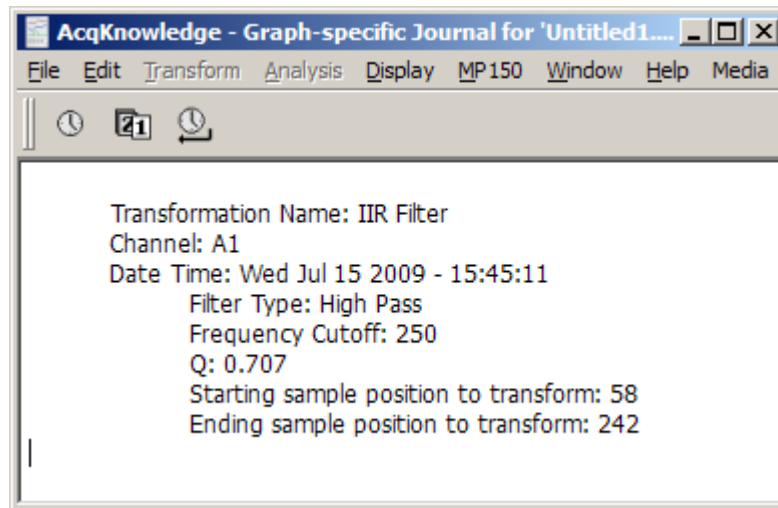 AcqKnowledge - Graph-specific Journal for 'Untitled1....
File Edit Transform Analysis Display MP150 Window Help Media
21
Transformation Name: IIR Filter
Channel: A1
Date Time: Wed Jul 15 2009 - 15:45:11
Filter Type: High Pass
Frequency Cutoff: 250
Q: 0.707
Starting sample position to transform: 58
Ending sample position to transform: 242